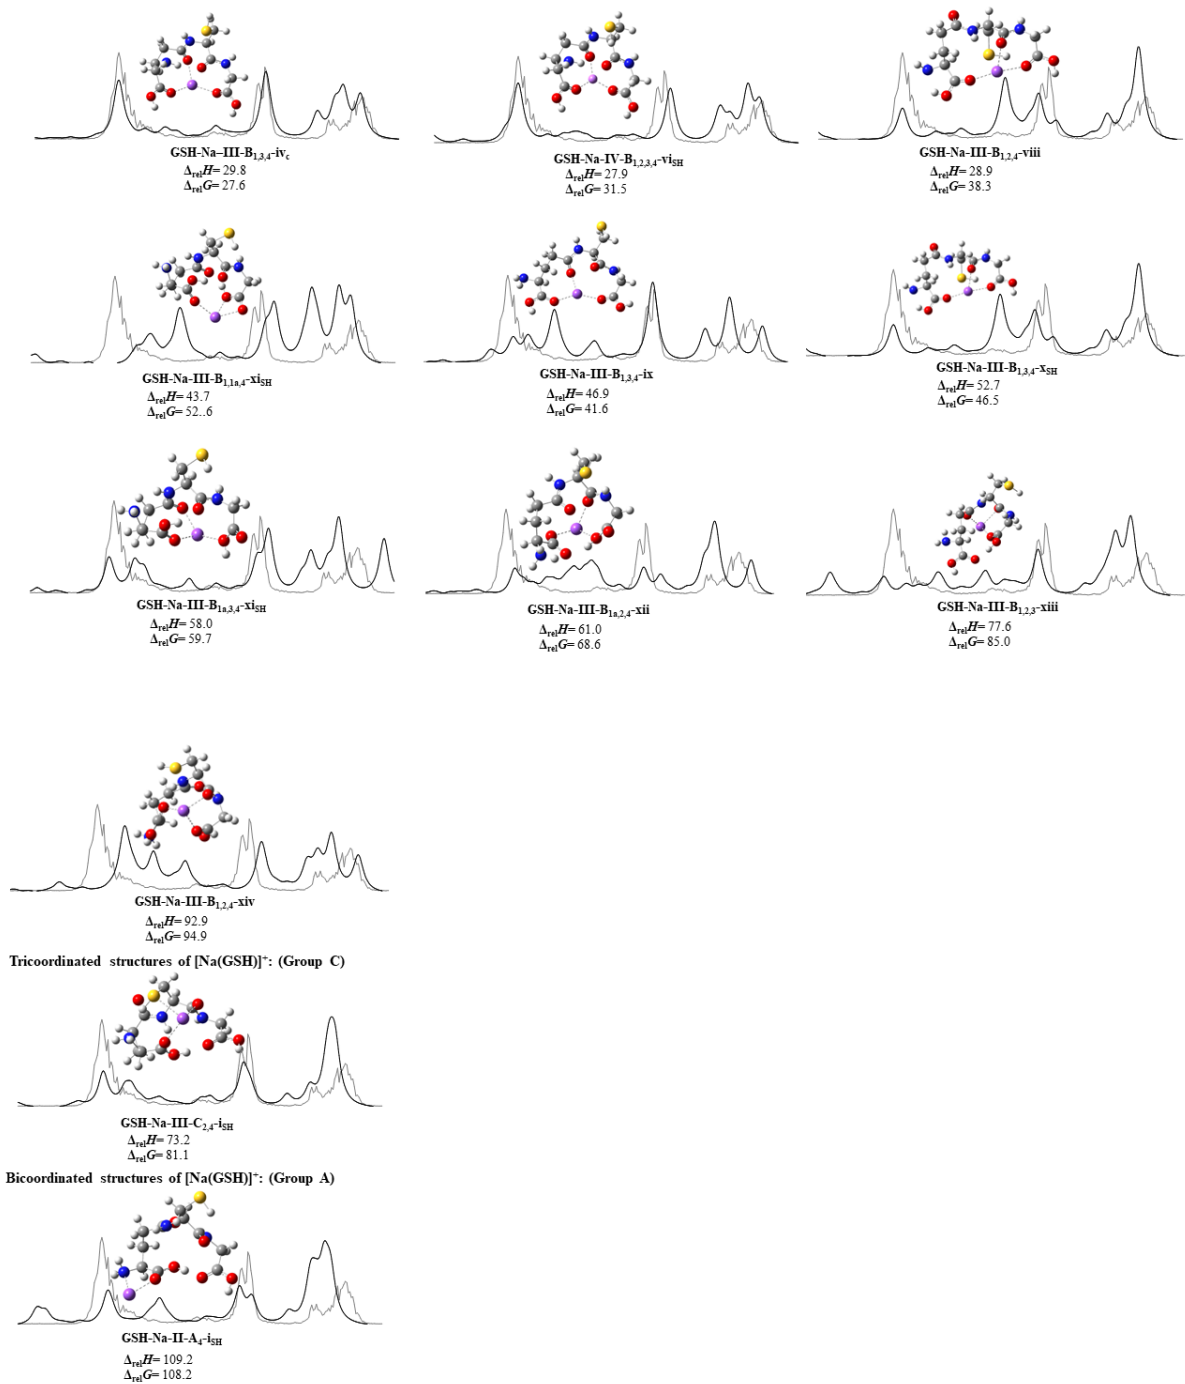 GSH-Na–III-B1,3,4-ivc
ΔrelH= 29.8
ΔrelG= 27.6
GSH-Na-IV-B1,2,3,4-viSH
ΔrelH= 27.9
ΔrelG= 31.5
GSH-Na-III-B1,2,4-viii
ΔrelH= 28.9
ΔrelG= 38.3
GSH-Na-III-B1,1a,4-xiSH
ΔrelH= 43.7
ΔrelG= 52..6
GSH-Na-III-B1,3,4-ix
ΔrelH= 46.9
ΔrelG= 41.6
GSH-Na-III-B1,3,4-xSH
ΔrelH= 52.7
ΔrelG= 46.5
GSH-Na-III-B1a,3,4-xiSH
ΔrelH= 58.0
ΔrelG= 59.7
GSH-Na-III-B1a,2,4-xii
ΔrelH= 61.0
ΔrelG= 68.6
GSH-Na-III-B1,2,3-xiii
ΔrelH= 77.6
ΔrelG= 85.0
GSH-Na-III-B1,2,4-xiv
ΔrelH= 92.9
ΔrelG= 94.9
Tricoordinated structures of [Na(GSH)]+: (Group C)
GSH-Na-III-C2,4-iSH
ΔrelH= 73.2
ΔrelG= 81.1
Bicoordinated structures of [Na(GSH)]+: (Group A)
GSH-Na-II-A4-iSH
ΔrelH= 109.2
ΔrelG= 108.2